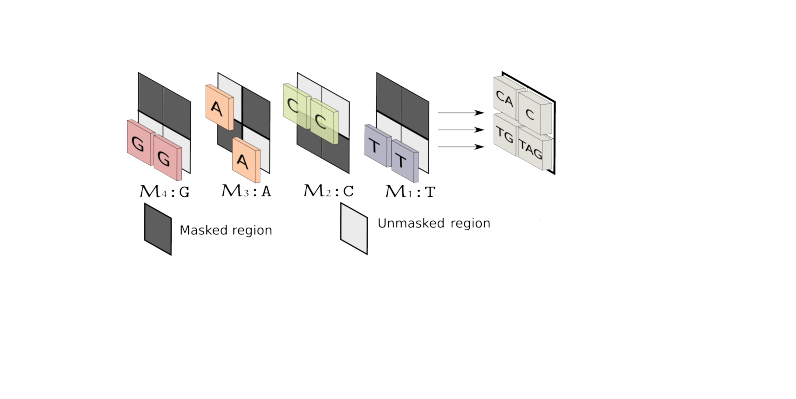 A C C CA C
G G A T T TG TAG
M4:G M3:A M2:C M1:T
Masked region Unmasked region